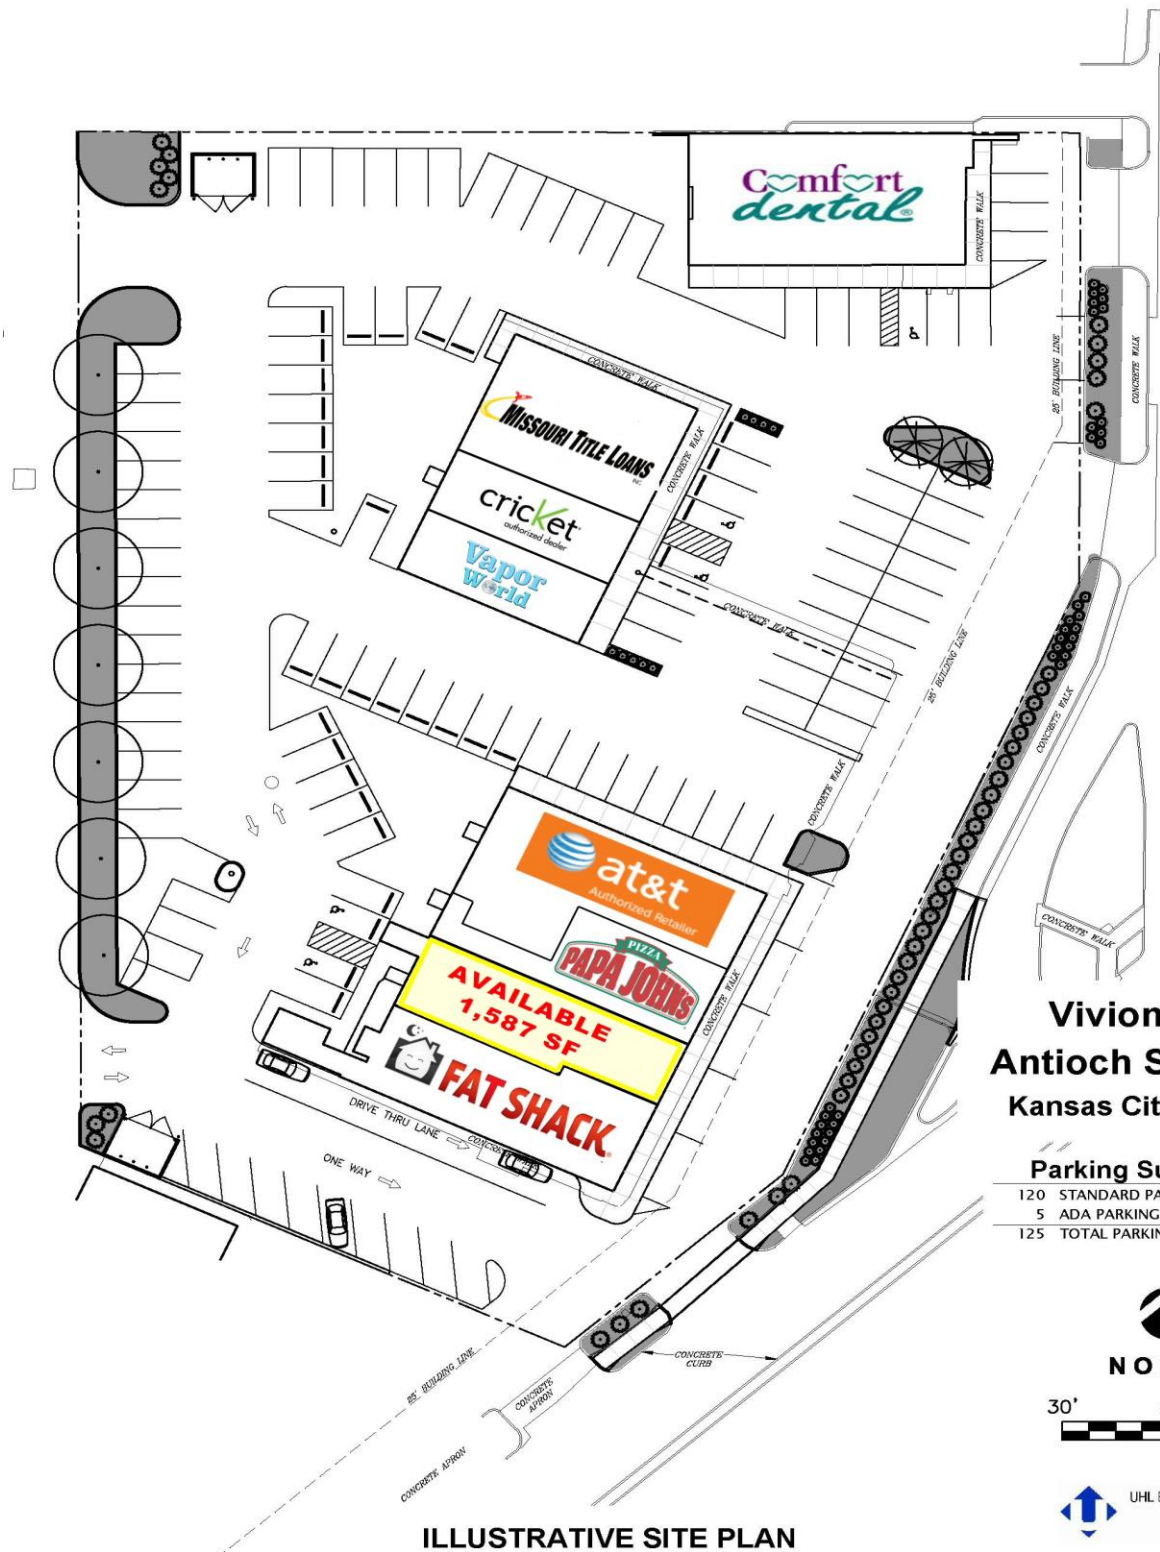 Comfort
dental®
CONCRETE WALK
25' BUILDING LINE
CONCRETE WALK
CONCRETE WALK
MISSOURI TITLE LOANS
INC.
CONCRETE WALK
cricket
authorized dealer
Vapor
World
CONCRETE WALK
25' BUILDING LINE
CONCRETE WALK
CONCRETE WALK
at&t
Authorized Retailer
PIZZA
PAPA JOHNS
CONCRETE WALK
CONCRETE WALK
AVAILABLE
1,587 SF
FAT SHACK
DRIVE THRU LANE
ONE WAY
Vivion
Antioch S
Kansas Cit
Parking Su
120 STANDARD PA
5 ADA PARKING
125 TOTAL PARKIN
CONCRETE
CURB
25' BUILDING LINE
CONCRETE
APRON
CONCRETE APRON
N O
30'
UHL
ILLUSTRATIVE SITE PLAN